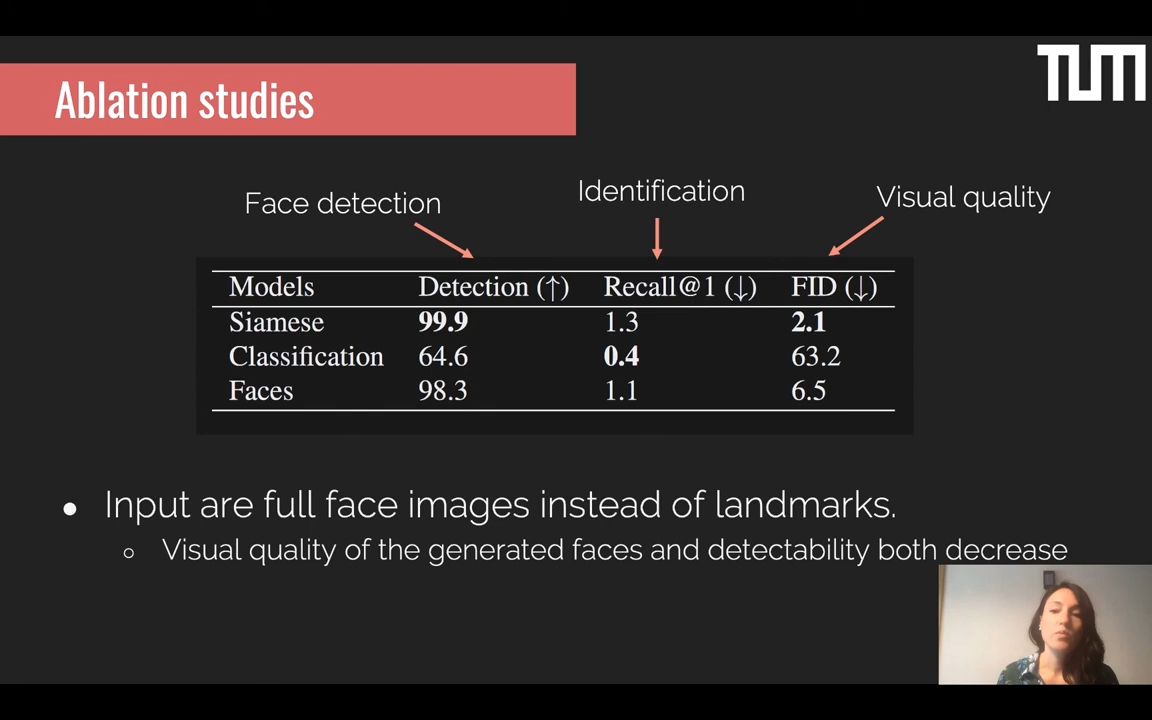 TUM
Ablation studies
Face detection
Identification
Visual quality
Models Detection (↑) Recall@1 (↓) FID (↓)
Siamese 99.9 1.3 2.1
Classification 64.6 0.4 63.2
Faces 98.3 1.1 6.5
● Input are full face images instead of landmarks.
○ Visual quality of the generated faces and detectability both decrease